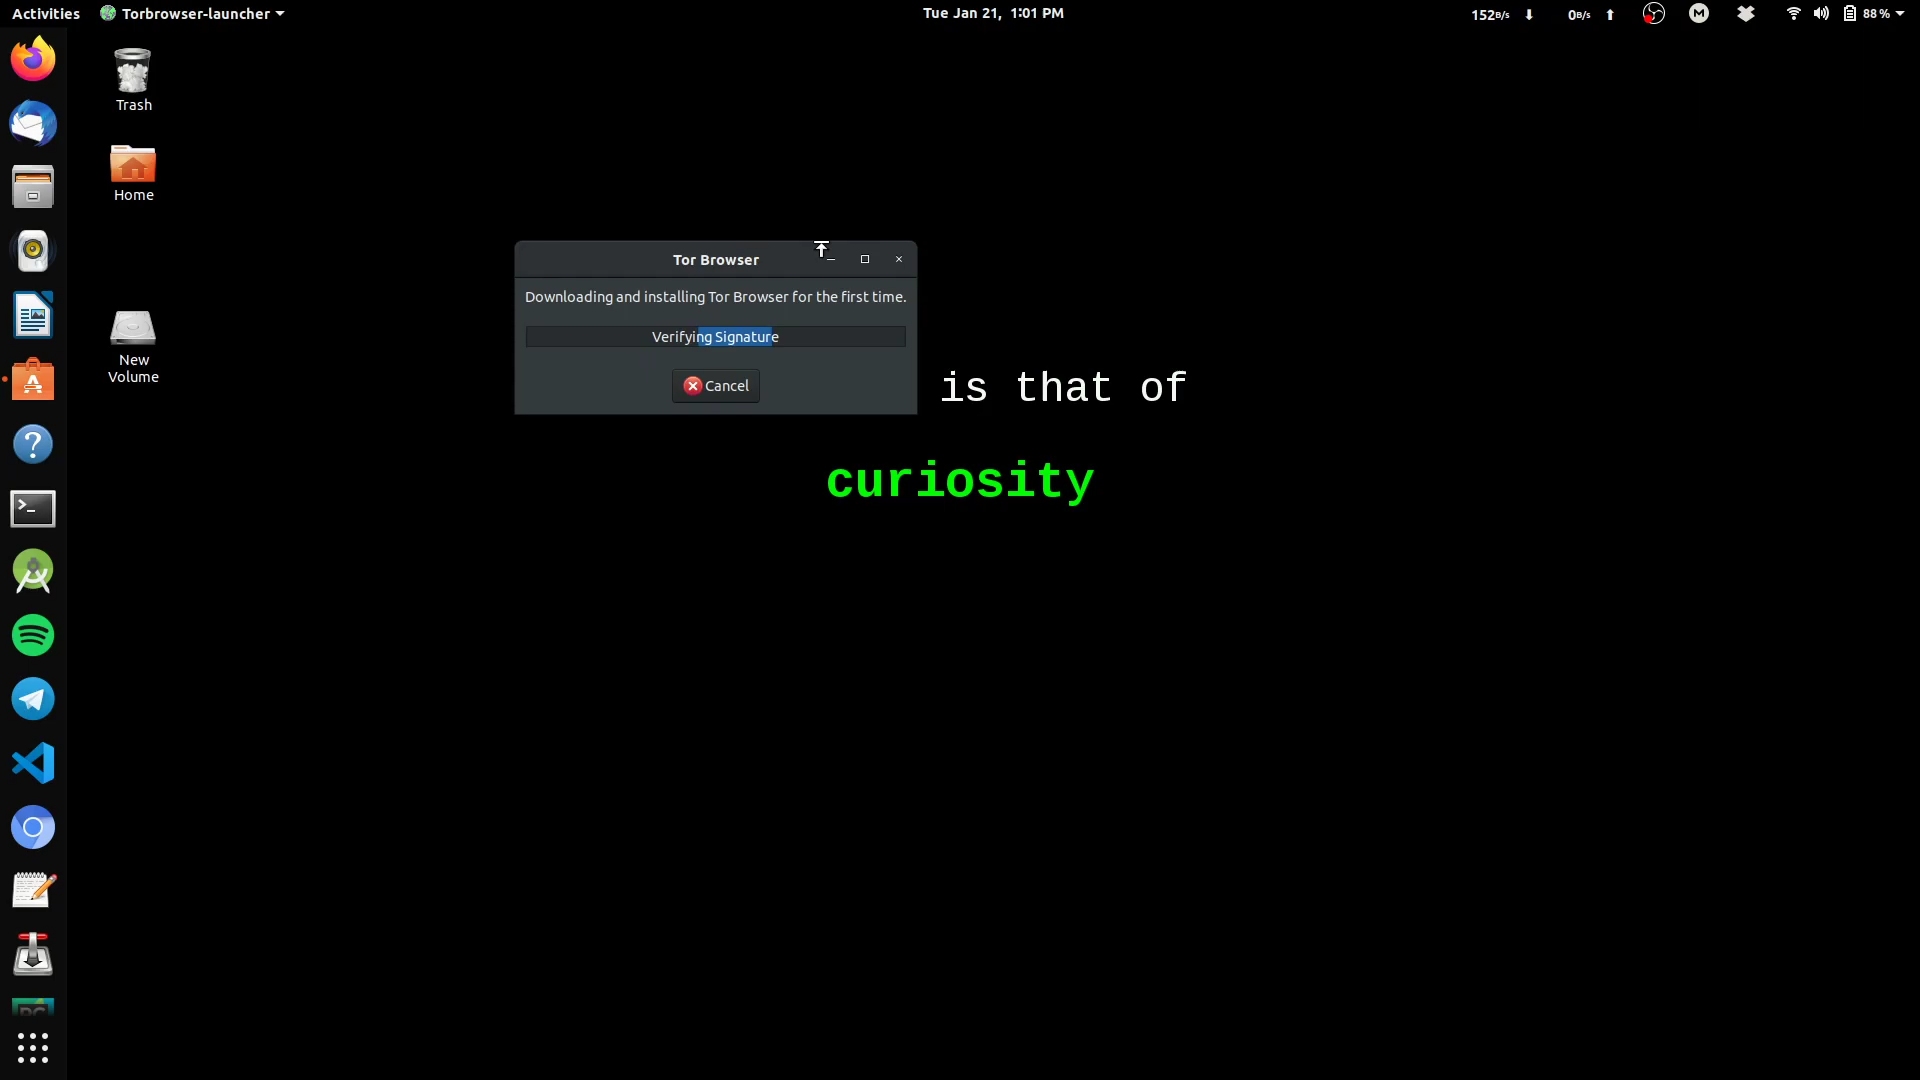 Activities Torbrowser-launcher Tue Jan 21, 1:01 PM 152B/s 0B/s M 88 %
Trash
Home
Tor Browser
Downloading and installing Tor Browser for the first time.
Verifying Signature
Cancel
New
Volume
is that of
curiosity